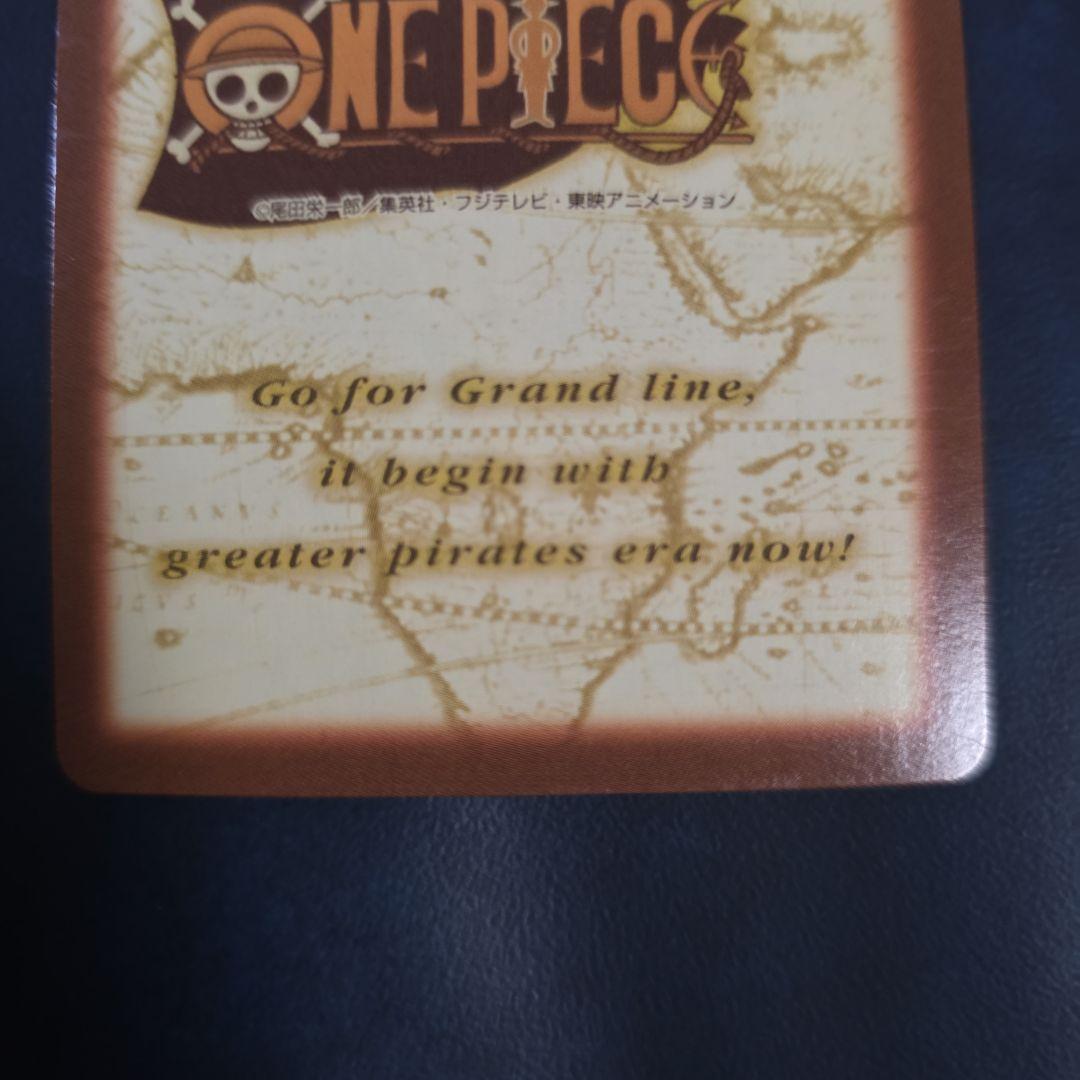 ONE PIECE
©尾田栄一郎／集英社・フジテレビ・東映アニメーション
Go for Grand line,
it begin with
greater pirates era now!